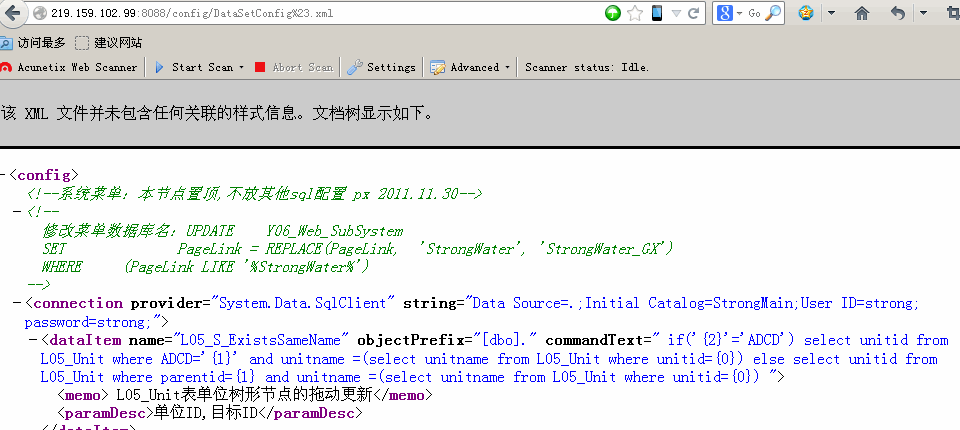 219.159.102.99:8088/config/DataSetConfig%23.xml
8 Go
访问最多 建议网站
Acunetix Web Scanner Start Scan Abort Scan Settings Advanced Scanner status: Idle.
该 XML 文件并未包含任何关联的样式信息。文档树显示如下。
-<config>
<!--系统菜单：本节点置顶,不放其他sql配置 px 2011.11.30-->
-<!--
修改菜单数据库名：UPDATE Y06_Web_SubSystem
SET PageLink = REPLACE(PageLink, 'StrongWater', 'StrongWater_GX')
WHERE (PageLink LIKE '%StrongWater%')
-->
-<connection provider="System.Data.SqlClient" string="Data Source=.;Initial Catalog=StrongMain;User ID=strong;
password=strong;">
-<dataItem name="L05_S_ExistsSameName" objectPrefix="[dbo]." commandText=" if('{2}'='ADCD') select unitid from
L05_Unit where ADCD='{1}' and unitname =(select unitname from L05_Unit where unitid={0}) else select unitid from
L05_Unit where parentid={1} and unitname =(select unitname from L05_Unit where unitid={0}) ">
<memo> L05_Unit表单位树形节点的拖动更新</memo>
<paramDesc>单位ID,目标ID</paramDesc>
</dataItem>